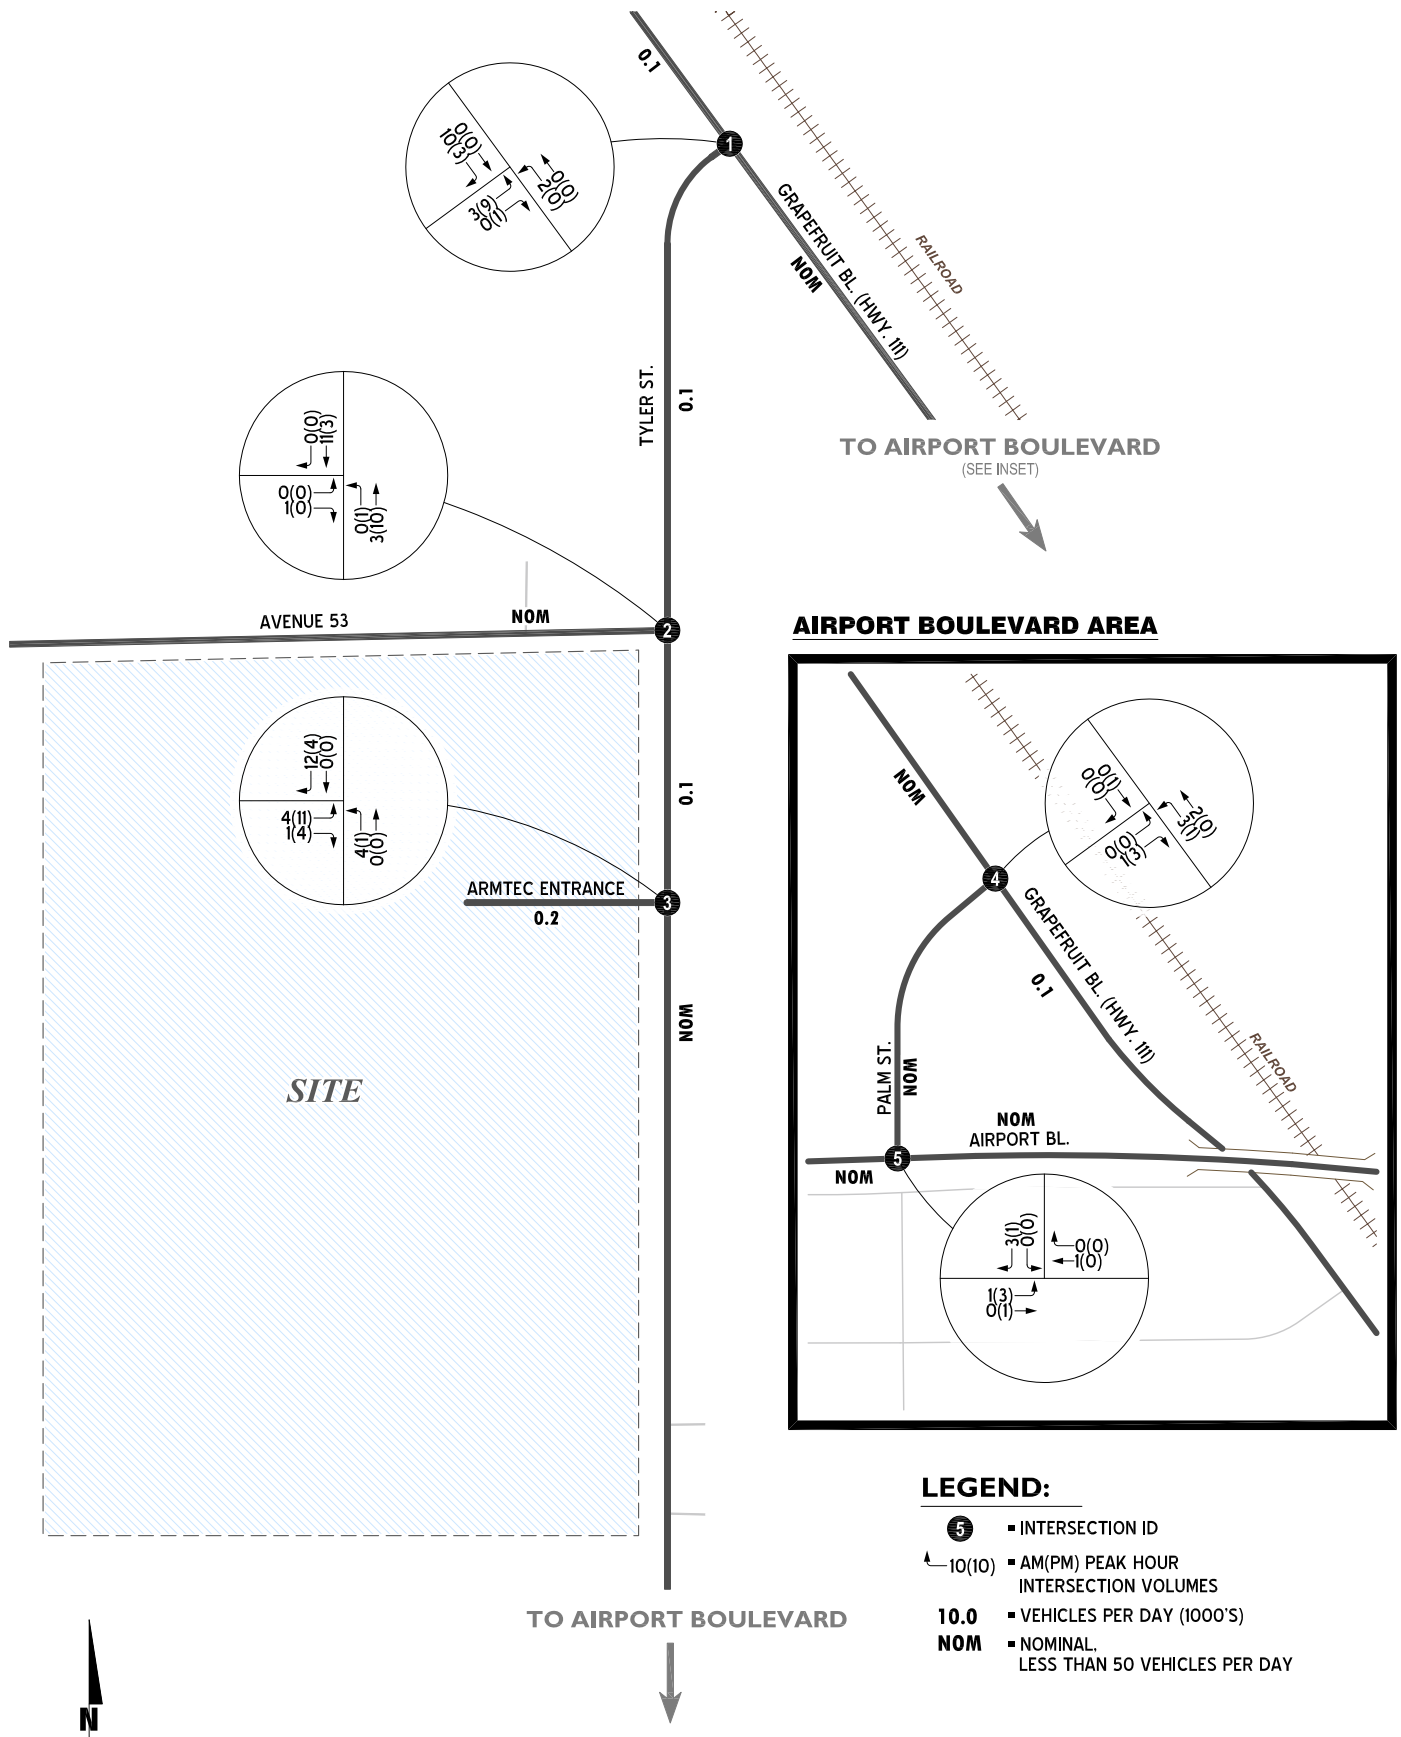 0.1
1
0(0)
10(3)
0(0)
2(0)
3(9)
0(1)
GRAPEFRUIT BL. (HWY. 111)
NOM
RAILROAD
TYLER ST.
0.1
0(0)
11(3)
0(0)
1(0)
0(1)
3(10)
TO AIRPORT BOULEVARD
(SEE INSET)
AVENUE 53
NOM
2
AIRPORT BOULEVARD AREA
12(4)
0(0)
4(11)
1(4)
4(1)
0(0)
0.1
ARMTEC ENTRANCE
0.2
3
NOM
SITE
NOM
0(1)
0(0)
2(0)
3(1)
0(0)
1(3)
4
GRAPEFRUIT BL. (HWY. 111)
0.1
RAILROAD
PALM ST.
NOM
NOM
AIRPORT BL.
5
NOM
3(1)
0(0)
0(0)
1(0)
1(3)
0(1)
LEGEND:
5 = INTERSECTION ID
10(10) = AM(PM) PEAK HOUR
INTERSECTION VOLUMES
10.0 = VEHICLES PER DAY (1000'S)
NOM = NOMINAL,
LESS THAN 50 VEHICLES PER DAY
TO AIRPORT BOULEVARD
N